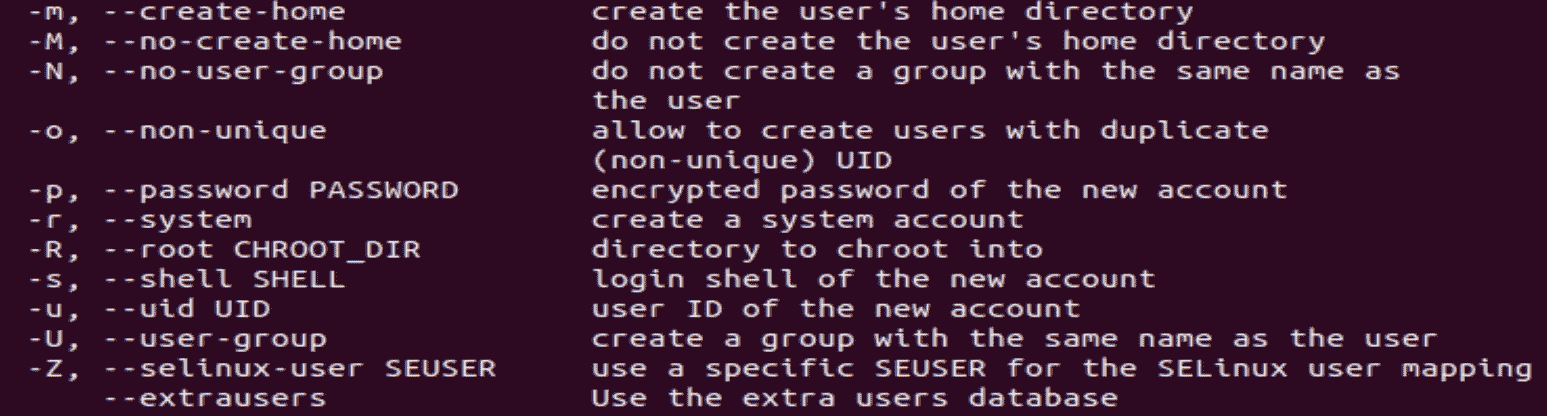 -m, --create-home             create the user's home directory
-M, --no-create-home          do not create the user's home directory
-N, --no-user-group           do not create a group with the same name as
                              the user
-o, --non-unique              allow to create users with duplicate
                              (non-unique) UID
-p, --password PASSWORD       encrypted password of the new account
-r, --system                  create a system account
-R, --root CHROOT_DIR         directory to chroot into
-s, --shell SHELL             login shell of the new account
-u, --uid UID                 user ID of the new account
-U, --user-group              create a group with the same name as the user
-Z, --selinux-user SEUSER     use a specific SEUSER for the SELinux user mapping
    --extrausers              Use the extra users database